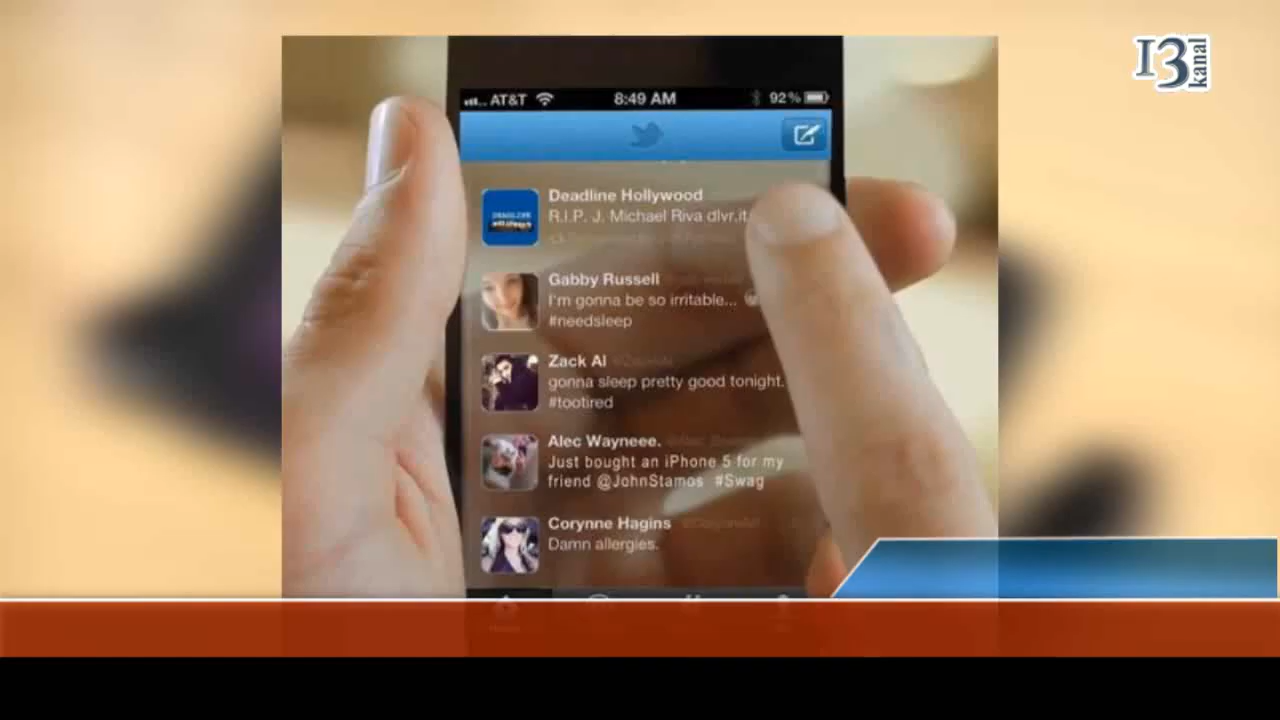 13
kanal
AT&T
8:49 AM
92%
Deadline Hollywood
R.I.P. J. Michael Riva dlvr.it
Gabby Russell
I'm gonna be so irritable...
#needsleep
Zack Al
gonna sleep pretty good tonight.
#tootired
Alec Wayneee.
Just bought an iPhone 5 for my
friend @JohnStamos #Swag
Corynne Hagins
Damn allergies.